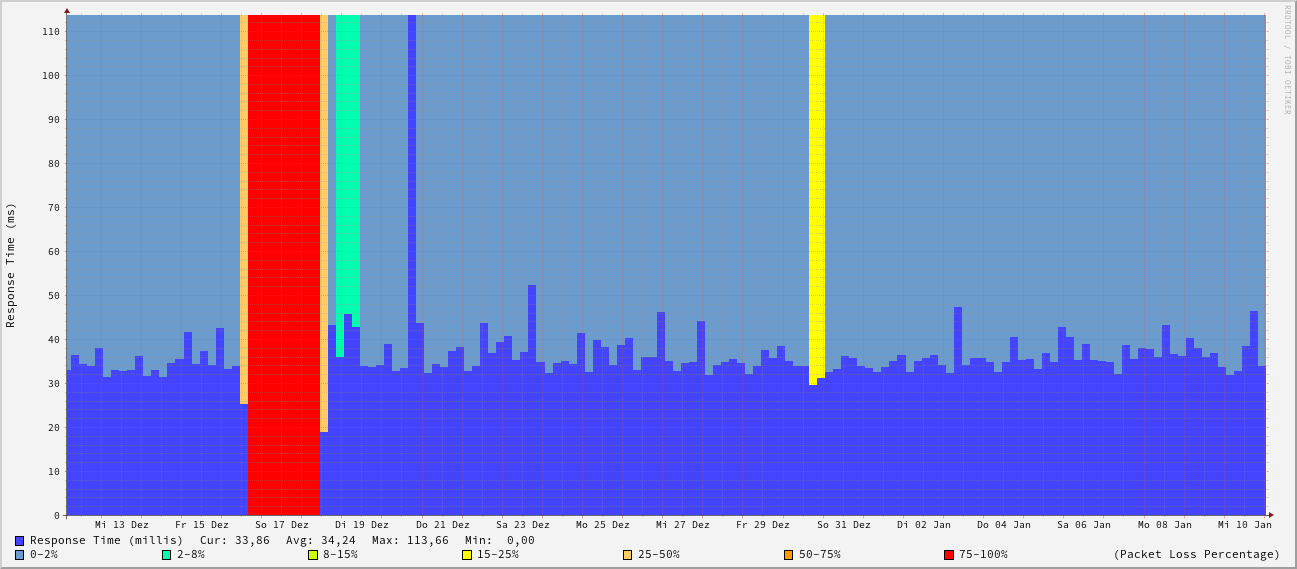 RRDTOOL / TOBI OETIKER
Response Time (ms)
110
100
90
80
70
60
50
40
30
20
10
0
Mi 13 Dez Fr 15 Dez So 17 Dez Di 19 Dez Do 21 Dez Sa 23 Dez Mo 25 Dez Mi 27 Dez Fr 29 Dez So 31 Dez Di 02 Jan Do 04 Jan Sa 06 Jan Mo 08 Jan Mi 10 Jan
Response Time (millis) Cur: 33,86 Avg: 34,24 Max: 113,66 Min: 0,00
0-2% 2-8% 8-15% 15-25% 25-50% 50-75% 75-100% (Packet Loss Percentage)